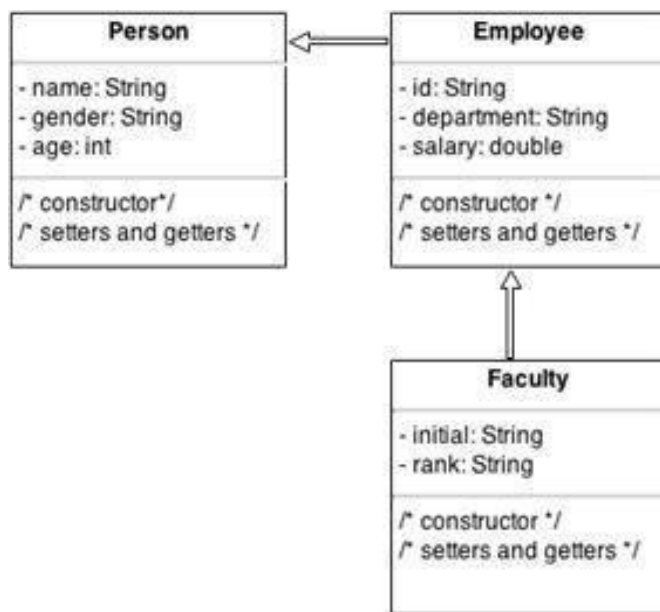 Person
- name: String
- gender: String
- age: int
/* constructor*/
/* setters and getters */
Employee
- id: String
- department: String
- salary: double
/* constructor */
/* setters and getters */
Faculty
- initial: String
- rank: String
/* constructor */
/* setters and getters */